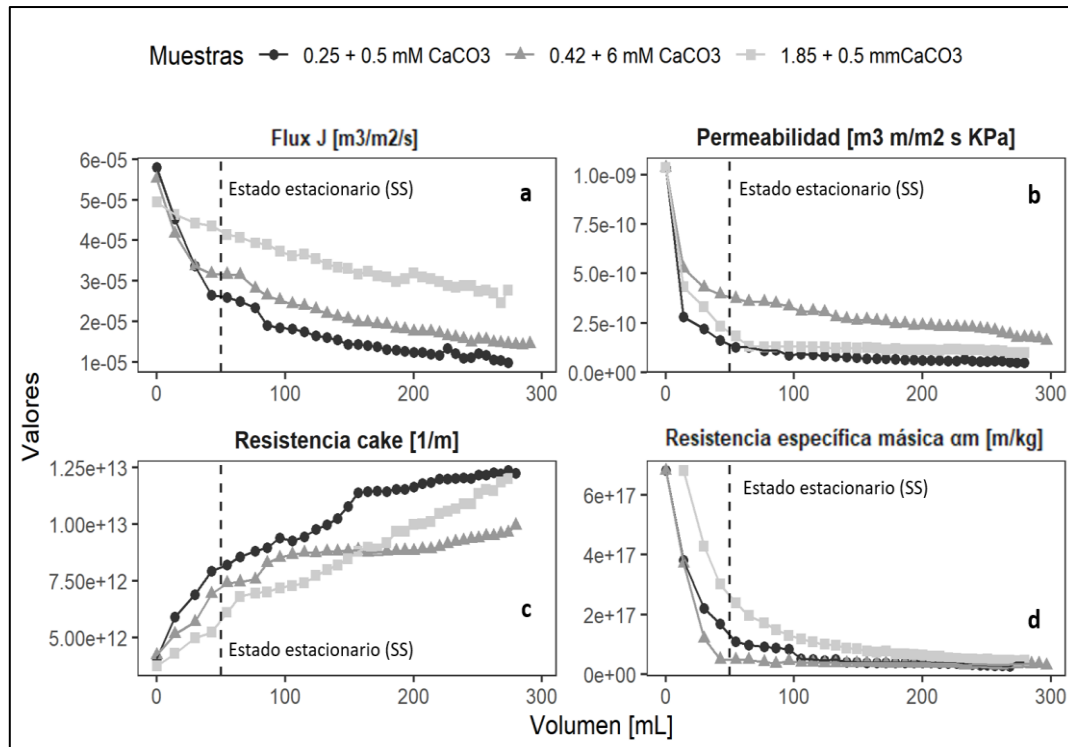 Muestras 0.25 + 0.5 mM CaCO3 0.42 + 6 mM CaCO3 1.85 + 0.5 mmCaCO3
Flux J [m3/m2/s]
6e-05
5e-05
4e-05
3e-05
2e-05
1e-05
Estado estacionario (SS)
a
0 100 200 300
Permeabilidad [m3 m/m2 s KPa]
1.0e-09
7.5e-10
5.0e-10
2.5e-10
0.0e+00
Estado estacionario (SS)
b
0 100 200 300
Valores
Resistencia cake [1/m]
1.25e+13
1.00e+13
7.50e+12
5.00e+12
c
Estado estacionario (SS)
0 100 200 300
Resistencia específica másica αm [m/kg]
6e+17
4e+17
2e+17
0e+00
Estado estacionario (SS)
d
0 100 200 300
Volumen [mL]